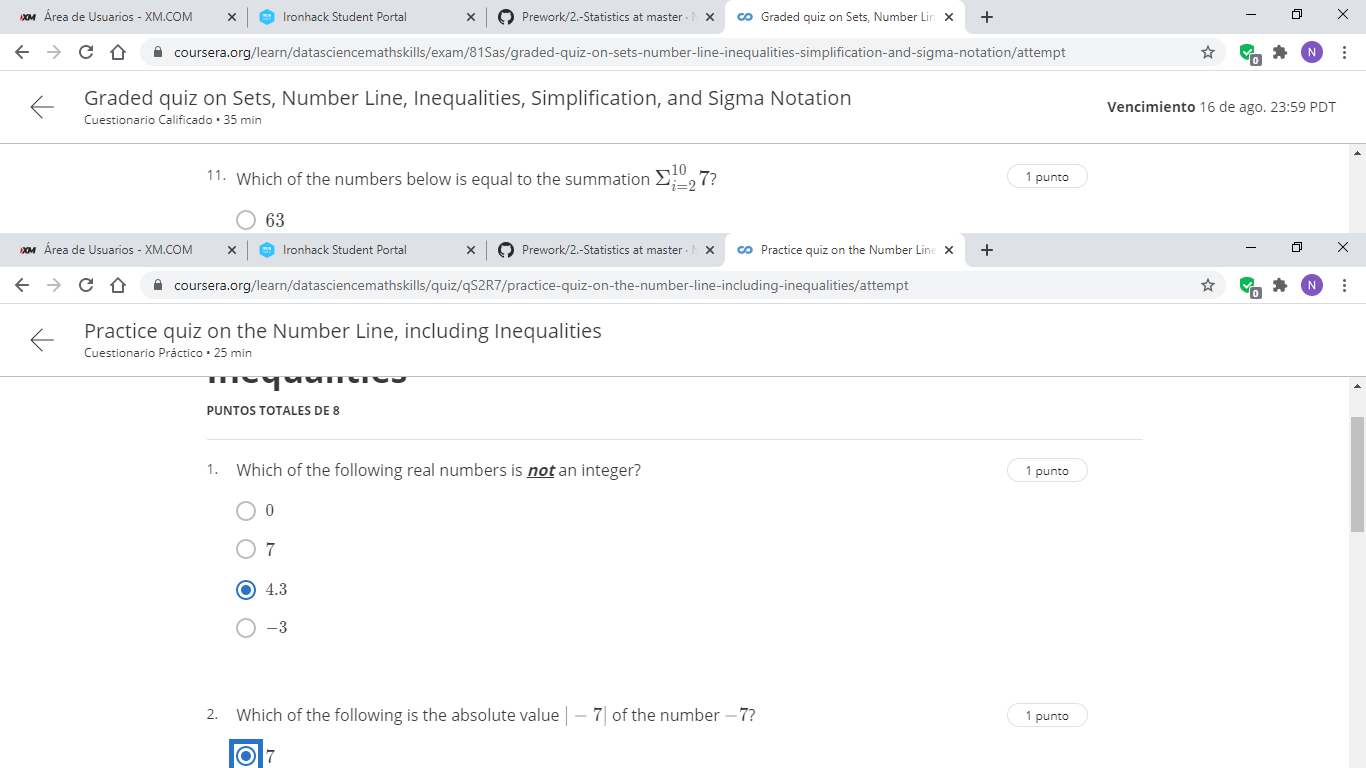 XM Área de Usuarios - XM.COM
Ironhack Student Portal
Prework/2.-Statistics at master ·
Graded quiz on Sets, Number Lin
coursera.org/learn/datasciencemathskills/exam/81Sas/graded-quiz-on-sets-number-line-inequalities-simplification-and-sigma-notation/attempt
0
N
Graded quiz on Sets, Number Line, Inequalities, Simplification, and Sigma Notation
Cuestionario Calificado • 35 min
Vencimiento 16 de ago. 23:59 PDT
11. Which of the numbers below is equal to the summation Σ¹⁰ᵢ₌₂ 7?
1 punto
63
XM Área de Usuarios - XM.COM
Ironhack Student Portal
Prework/2.-Statistics at master ·
Practice quiz on the Number Line
coursera.org/learn/datasciencemathskills/quiz/qS2R7/practice-quiz-on-the-number-line-including-inequalities/attempt
0
N
Practice quiz on the Number Line, including Inequalities
Cuestionario Práctico • 25 min
Inequalities
PUNTOS TOTALES DE 8
1. Which of the following real numbers is not an integer?
1 punto
0
7
4.3
−3
2. Which of the following is the absolute value |−7| of the number −7?
1 punto
7